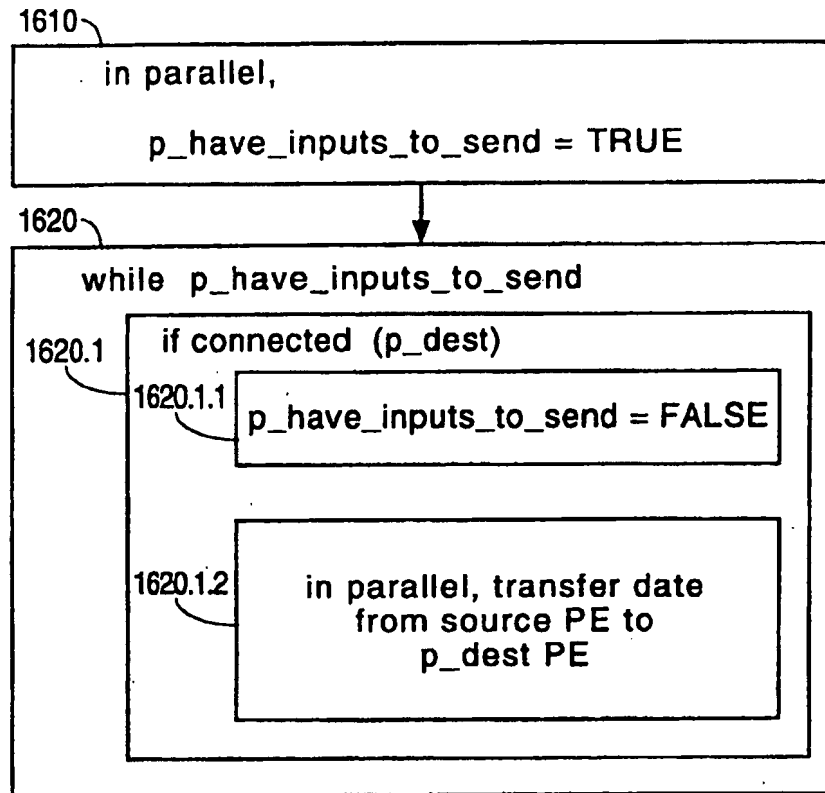 1610
in parallel,
p_have_inputs_to_send = TRUE
1620
while p_have_inputs_to_send
1620.1
if connected (p_dest)
1620.1.1
p_have_inputs_to_send = FALSE
1620.1.2
in parallel, transfer date
from source PE to
p_dest PE